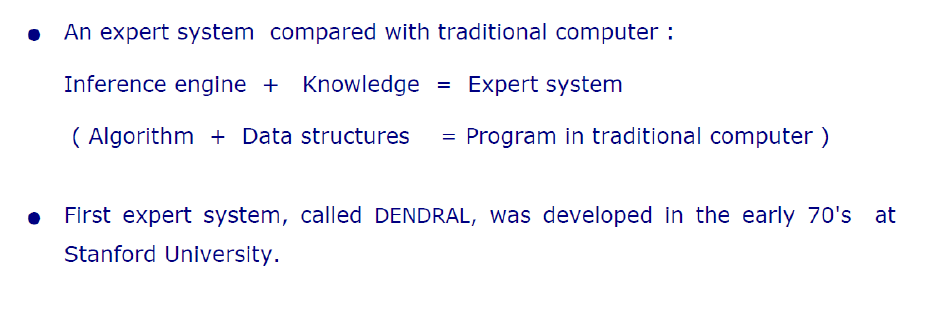 ● An expert system compared with traditional computer :
Inference engine + Knowledge = Expert system
( Algorithm + Data structures = Program in traditional computer )
● First expert system, called DENDRAL, was developed in the early 70's at
Stanford University.